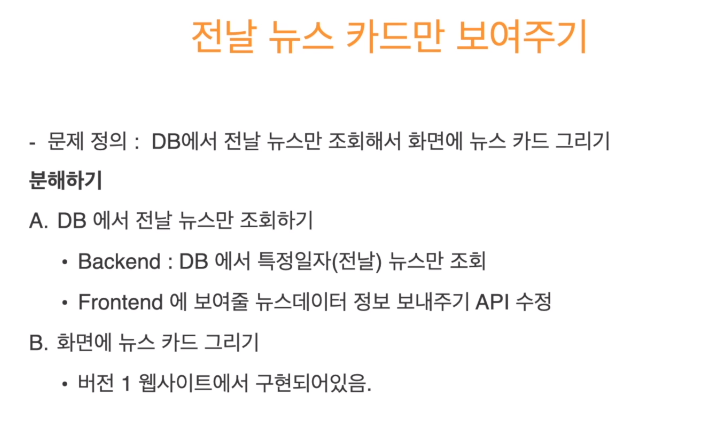 전날 뉴스 카드만 보여주기
- 문제 정의 : DB에서 전날 뉴스만 조회해서 화면에 뉴스 카드 그리기
분해하기
A. DB 에서 전날 뉴스만 조회하기
• Backend : DB 에서 특정일자(전날) 뉴스만 조회
• Frontend 에 보여줄 뉴스데이터 정보 보내주기 API 수정
B. 화면에 뉴스 카드 그리기
• 버전 1 웹사이트에서 구현되어있음.